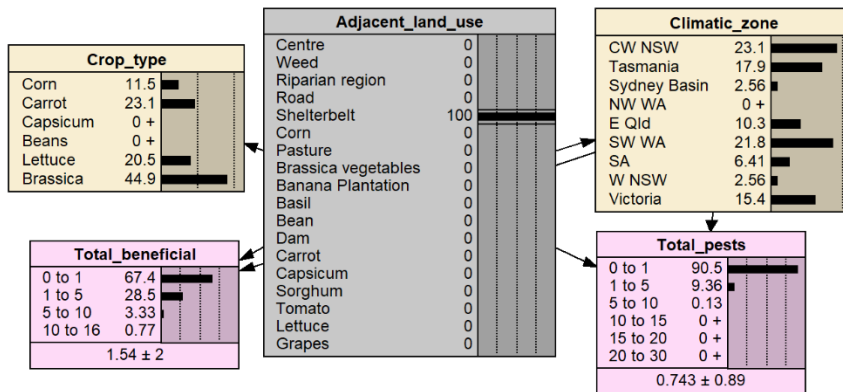 Crop_type
Corn 11.5
Carrot 23.1
Capsicum 0 +
Beans 0 +
Lettuce 20.5
Brassica 44.9
Adjacent_land_use
Centre 0
Weed 0
Riparian region 0
Road 0
Shelterbelt 100
Corn 0
Pasture 0
Brassica vegetables 0
Banana Plantation 0
Basil 0
Bean 0
Dam 0
Carrot 0
Capsicum 0
Sorghum 0
Tomato 0
Lettuce 0
Grapes 0
Climatic_zone
CW NSW 23.1
Tasmania 17.9
Sydney Basin 2.56
NW WA 0 +
E Qld 10.3
SW WA 21.8
SA 6.41
W NSW 2.56
Victoria 15.4
Total_beneficial
0 to 1 67.4
1 to 5 28.5
5 to 10 3.33
10 to 16 0.77
1.54 ± 2
Total_pests
0 to 1 90.5
1 to 5 9.36
5 to 10 0.13
10 to 15 0 +
15 to 20 0 +
20 to 30 0 +
0.743 ± 0.89